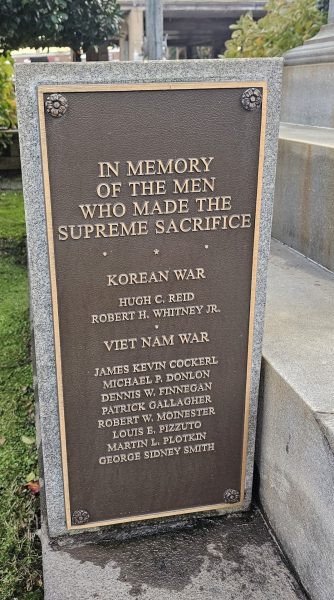 IN MEMORY
OF THE MEN
WHO MADE THE
SUPREME SACRIFICE
KOREAN WAR
HUGH C. REID
ROBERT H. WHITNEY JR.
VIET NAM WAR
JAMES KEVIN COCKERL
MICHAEL P. DONLON
DENNIS W. FINNEGAN
PATRICK GALLAGHER
ROBERT W. MOINESTER
LOUIS E. PIZZUTO
MARTIN L. PLOTKIN
GEORGE SIDNEY SMITH